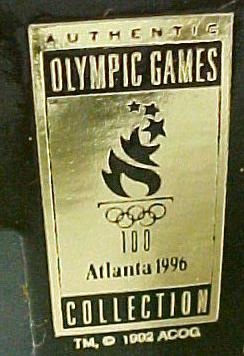 AUTHENTIC
OLYMPIC GAMES
100
Atlanta 1996
COLLECTION
TM, © 1992 ACOG